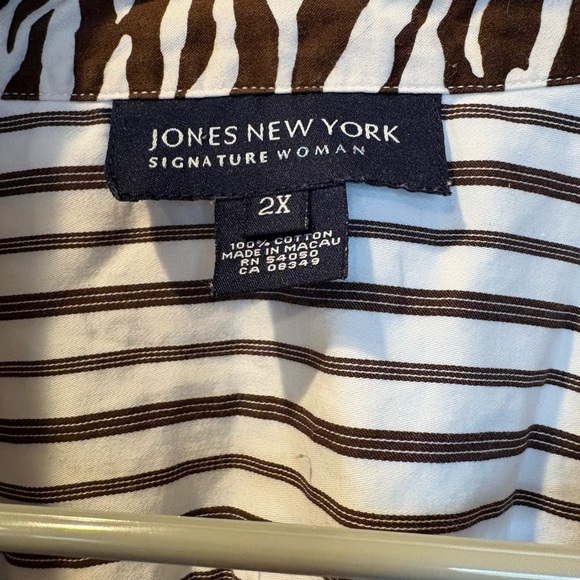 JONES NEW YORK
SIGNATURE WOMAN
2X
100% COTTON
MADE IN MACAU
RN 54050
CA 08349